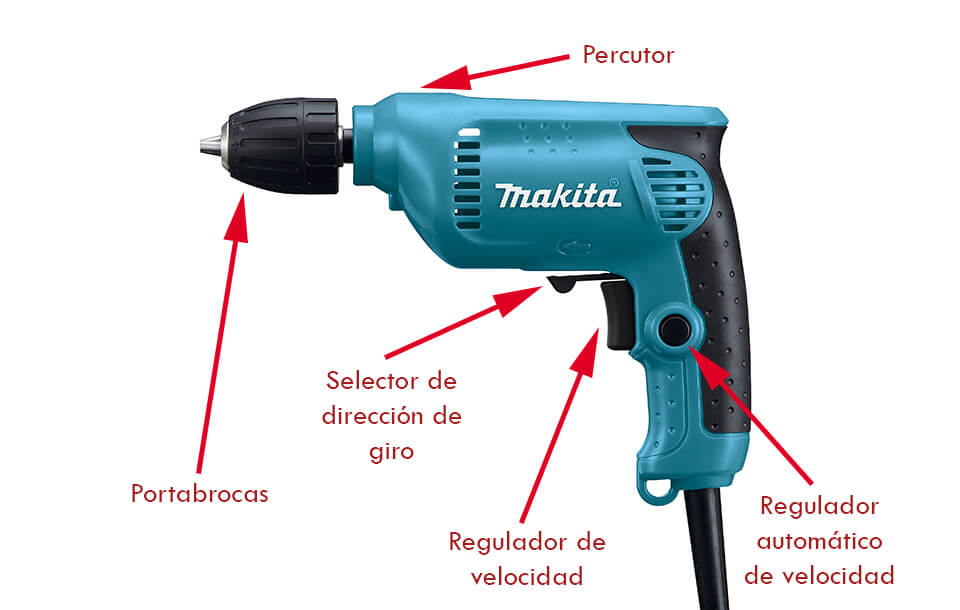 Percutor
makita®
Selector de
dirección de
giro
Portabrocas
Regulador de
velocidad
Regulador
automático
de velocidad